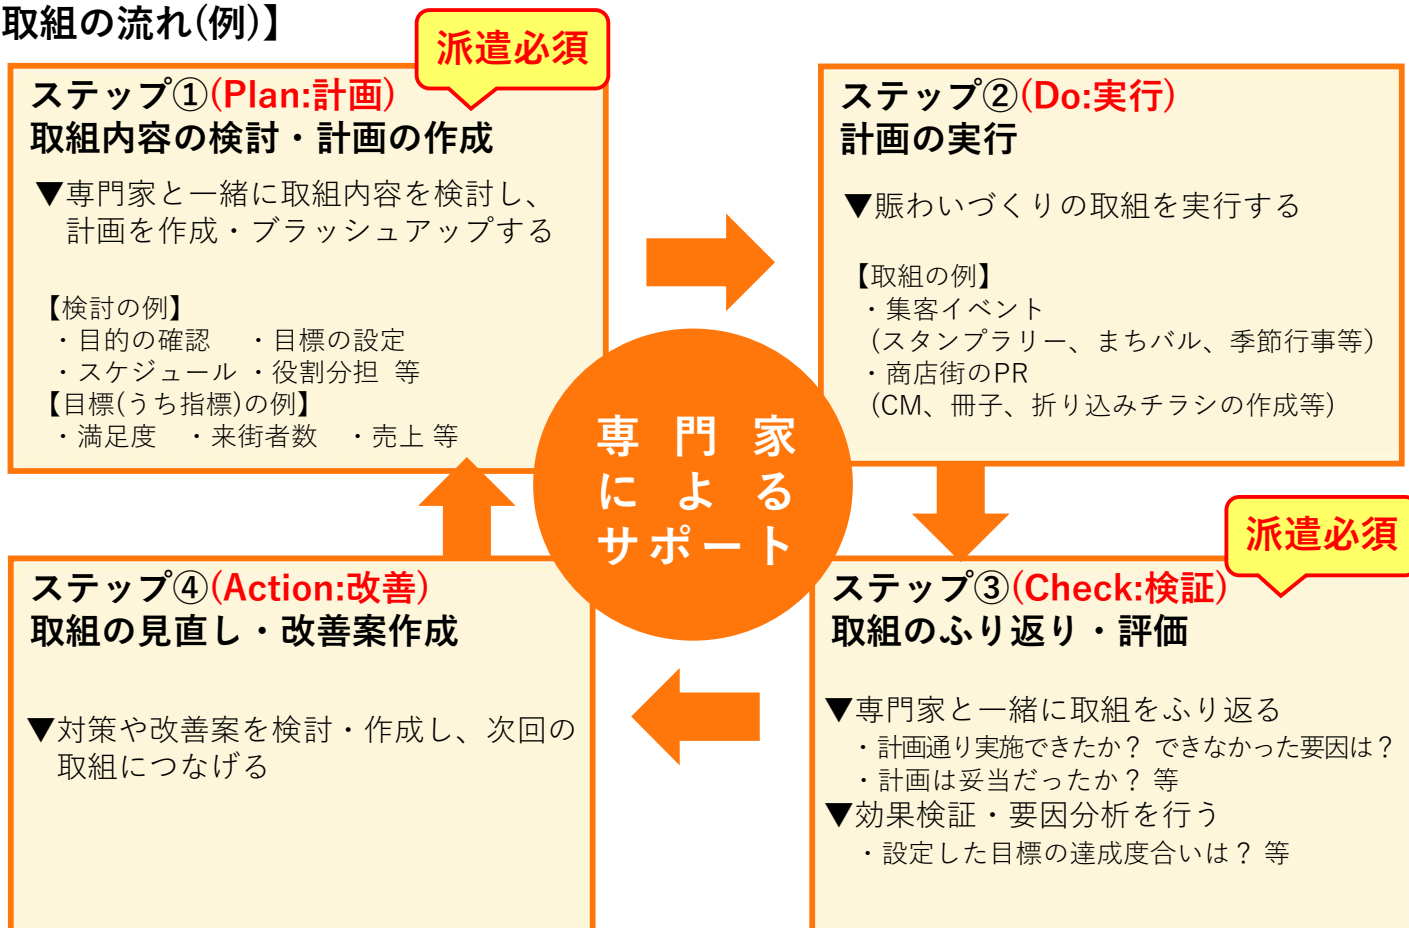 取組の流れ(例)】
派遣必須
ステップ①(Plan:計画)
取組内容の検討・計画の作成
▼専門家と一緒に取組内容を検討し、
計画を作成・ブラッシュアップする
【検討の例】
・目的の確認 ・目標の設定
・スケジュール ・役割分担 等
【目標(うち指標)の例】
・満足度 ・来街者数 ・売上 等
ステップ②(Do:実行)
計画の実行
▼賑わいづくりの取組を実行する
【取組の例】
・集客イベント
(スタンプラリー、まちバル、季節行事等)
・商店街のPR
(CM、冊子、折り込みチラシの作成等)
専門家
による
サポート
派遣必須
ステップ③(Check:検証)
取組のふり返り・評価
▼専門家と一緒に取組をふり返る
・計画通り実施できたか? できなかった要因は?
・計画は妥当だったか? 等
▼効果検証・要因分析を行う
・設定した目標の達成度合いは? 等
ステップ④(Action:改善)
取組の見直し・改善案作成
▼対策や改善案を検討・作成し、次回の
取組につなげる